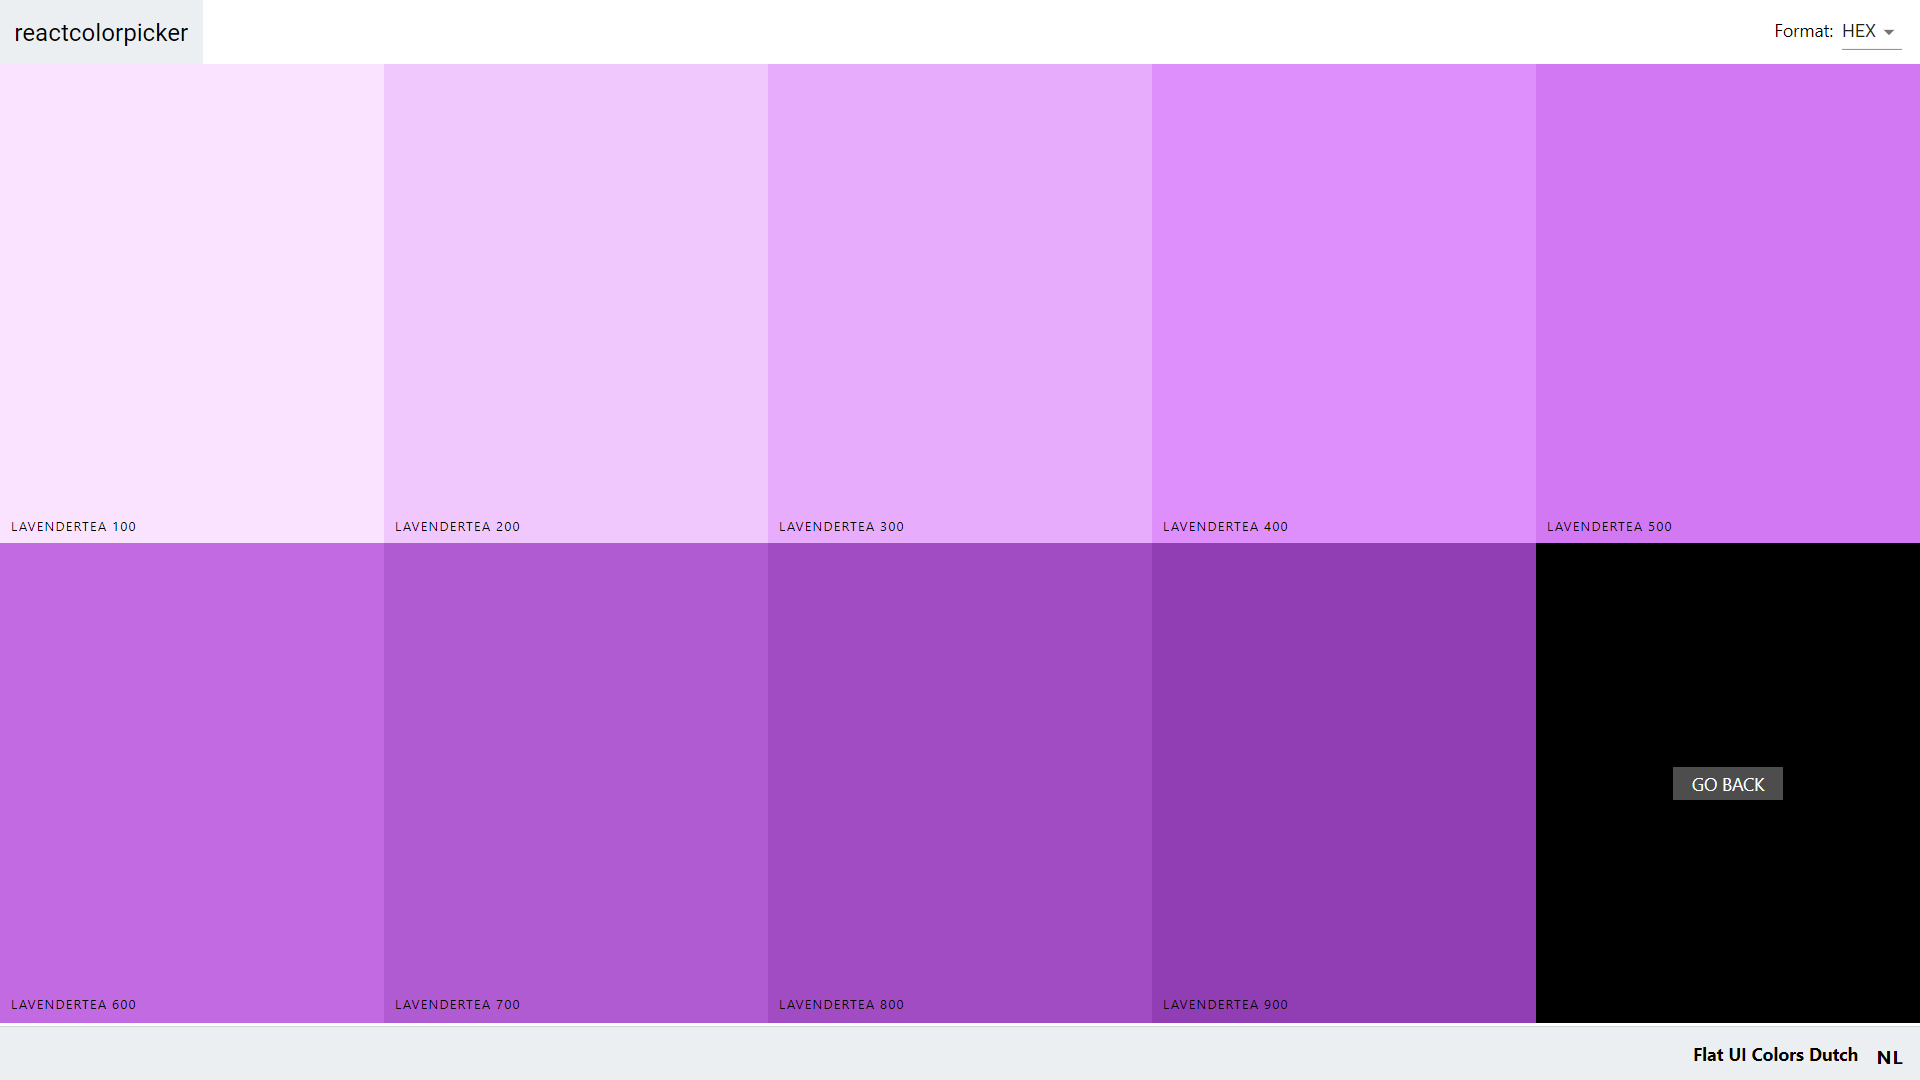 reactcolorpicker
Format: HEX
LAVENDERTEA 100
LAVENDERTEA 200
LAVENDERTEA 300
LAVENDERTEA 400
LAVENDERTEA 500
LAVENDERTEA 600
LAVENDERTEA 700
LAVENDERTEA 800
LAVENDERTEA 900
GO BACK
Flat UI Colors Dutch NL